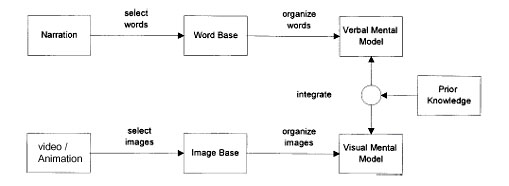 select
words
organize
words
Narration
Word Base
Verbal Mental
Model
integrate
Prior
Knowledge
select
images
organize
images
video /
Animation
Image Base
Visual Mental
Model